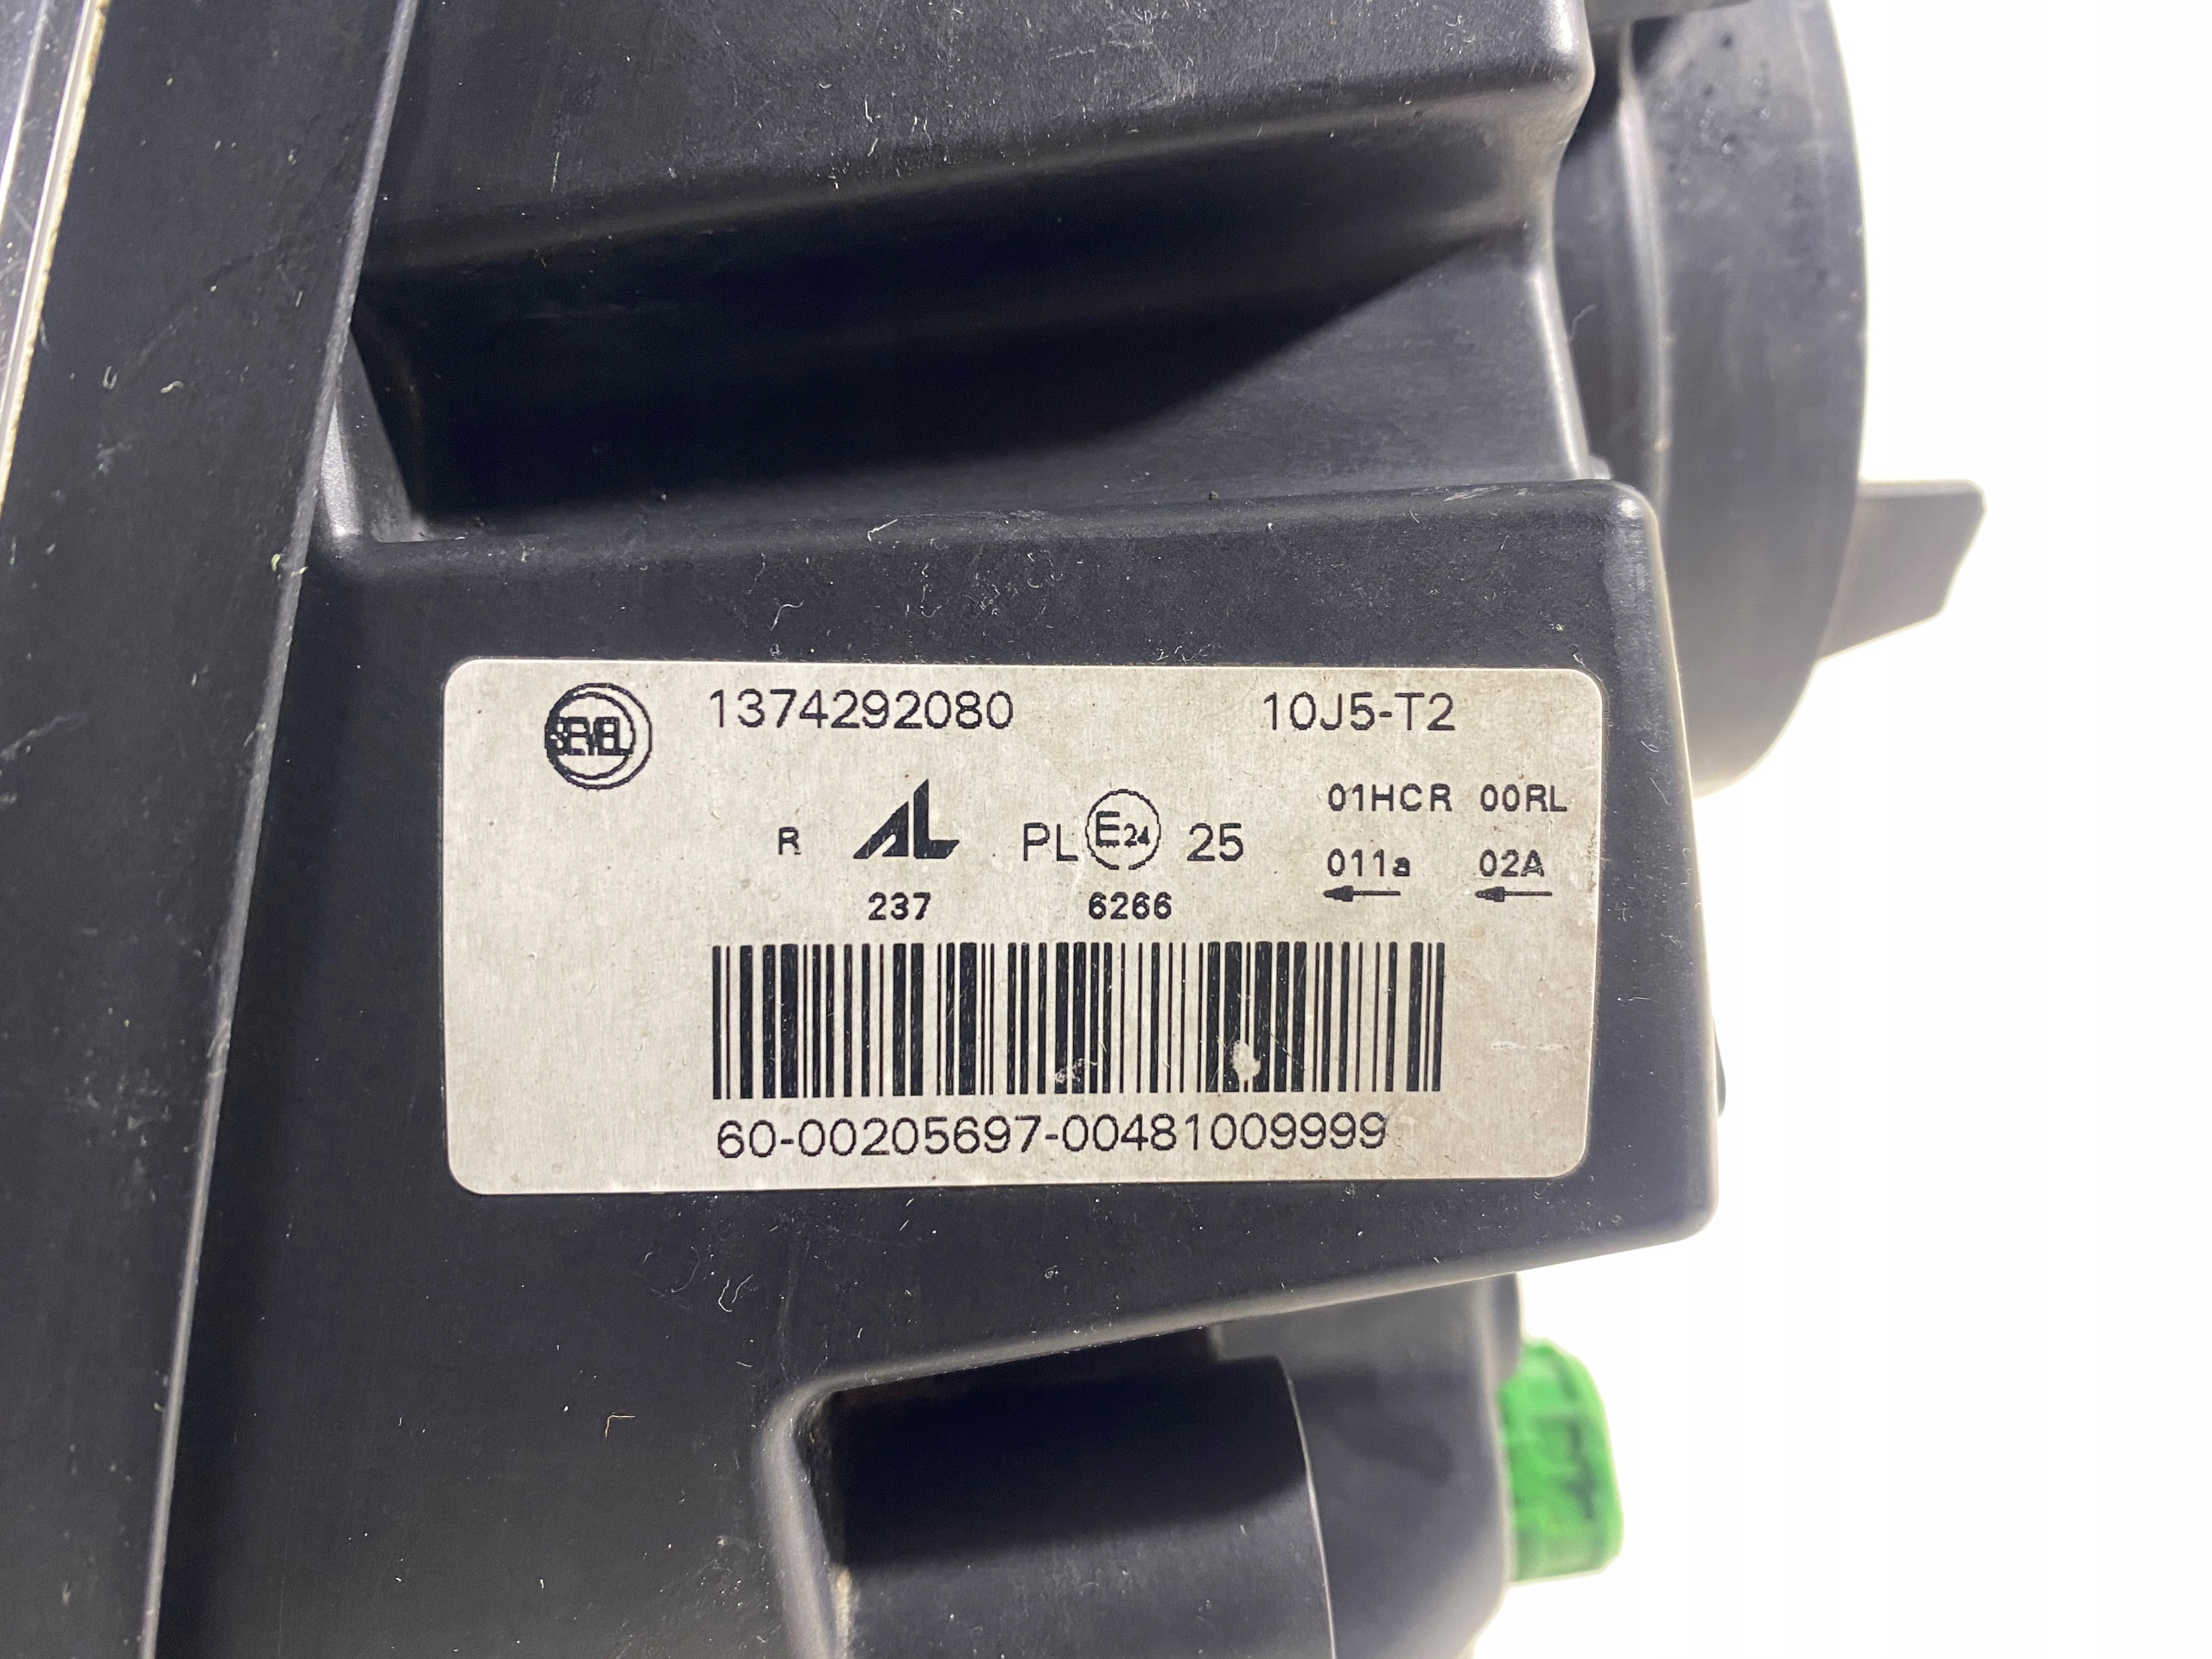 SEVEL 1374292080 10J5-T2
01HCR 00RL
R AL PL E24 25 011a 02A
237 6266
60-00205697-00481009999